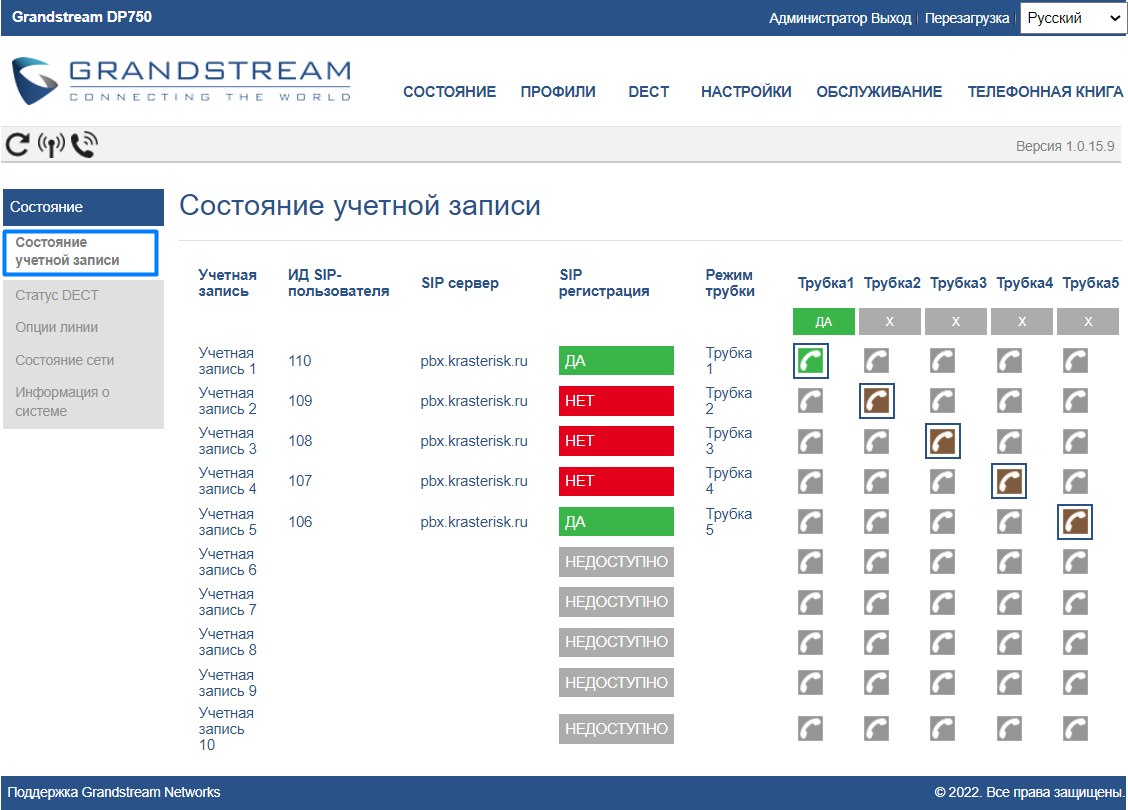 Grandstream DP750
Администратор Выход | Перезагрузка | Русский
GRANDSTREAM
CONNECTING THE WORLD
СОСТОЯНИЕ ПРОФИЛИ DECT НАСТРОЙКИ ОБСЛУЖИВАНИЕ ТЕЛЕФОННАЯ КНИГА
Версия 1.0.15.9
Состояние
Состояние
учетной записи
Статус DECT
Опции линии
Состояние сети
Информация о
системе
Состояние учетной записи
Учетная
запись
ИД SIP-
пользователя
SIP сервер
SIP
регистрация
Режим
трубки
Трубка1 Трубка2 Трубка3 Трубка4 Трубка5
ДА X X X X
Учетная
запись 1
110
pbx.krasterisk.ru
ДА
Трубка
1
Учетная
запись 2
109
pbx.krasterisk.ru
НЕТ
Трубка
2
Учетная
запись 3
108
pbx.krasterisk.ru
НЕТ
Трубка
3
Учетная
запись 4
107
pbx.krasterisk.ru
НЕТ
Трубка
4
Учетная
запись 5
106
pbx.krasterisk.ru
ДА
Трубка
5
Учетная
запись 6
НЕДОСТУПНО
Учетная
запись 7
НЕДОСТУПНО
Учетная
запись 8
НЕДОСТУПНО
Учетная
запись 9
НЕДОСТУПНО
Учетная
запись
10
НЕДОСТУПНО
Поддержка Grandstream Networks
© 2022. Все права защищены.